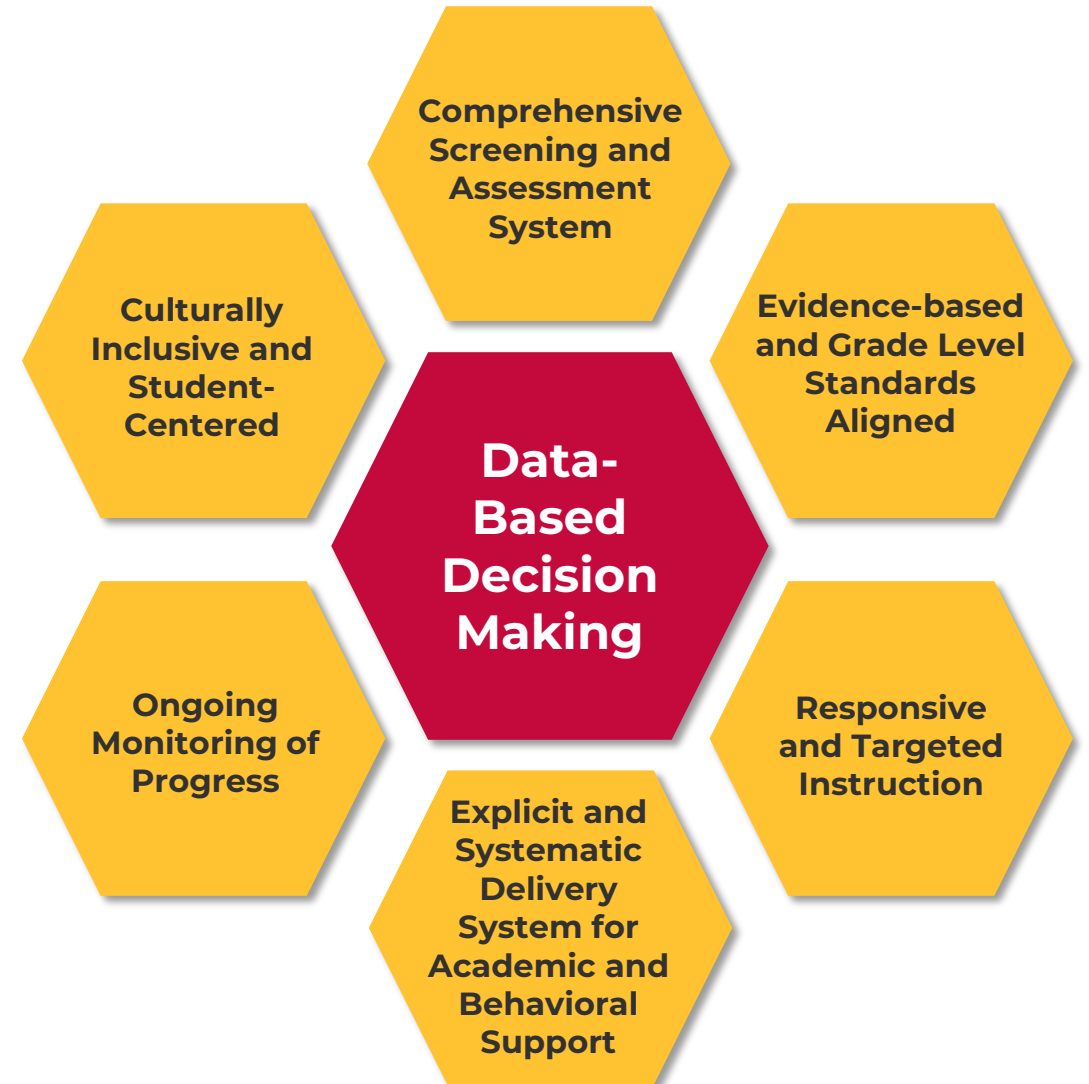 Comprehensive
Screening and
Assessment
System
Culturally
Inclusive and
Student-
Centered
Evidence-based
and Grade Level
Standards
Aligned
Data-
Based
Decision
Making
Ongoing
Monitoring of
Progress
Responsive
and Targeted
Instruction
Explicit and
Systematic
Delivery
System for
Academic and
Behavioral
Support